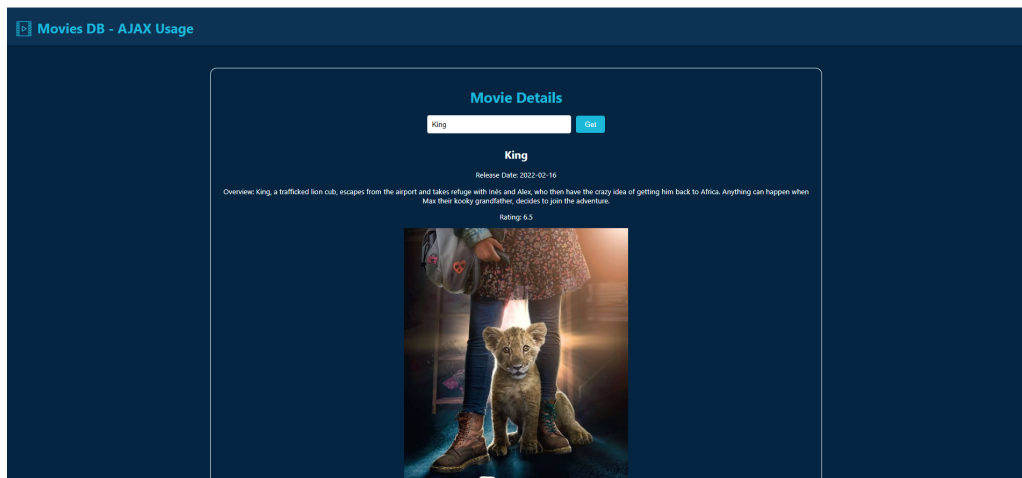 Movies DB - AJAX Usage
Movie Details
King
Get
King
Release Date: 2022-02-16
Overview: King, a trafficked lion cub, escapes from the airport and takes refuge with Inès and Alex, who then have the crazy idea of getting him back to Africa. Anything can happen when
Max their kooky grandfather, decides to join the adventure.
Rating: 6.5